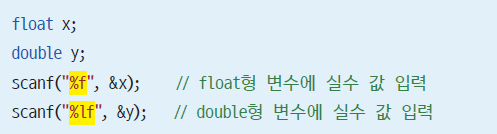 float x;
double y;
scanf("%f", &x);    // float형 변수에 실수 값 입력
scanf("%lf", &y);   // double형 변수에 실수 값 입력